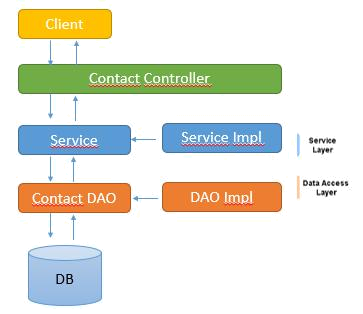 Client
Contact Controller
Service
Service Impl
Service
Layer
Contact DAO
DAO Impl
Data Access
Layer
DB